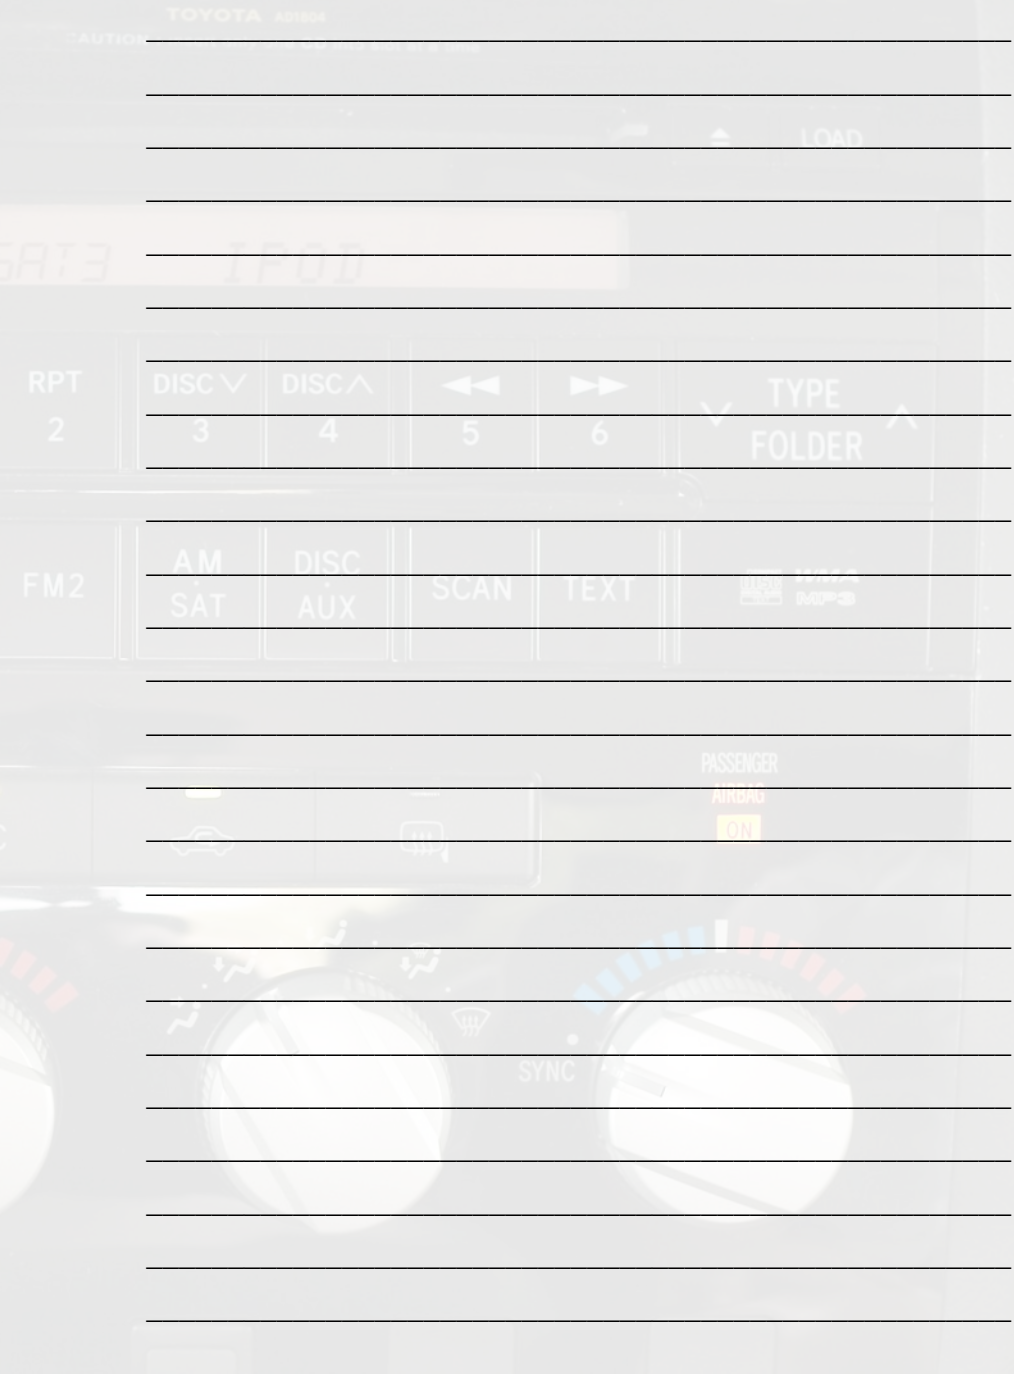 TOYOTA AD1804
CAUTION
LOAD
SAT3 IPOD
RPT DISC DISC TYPE
2 3 4 5 6 FOLDER
FM2 AM SAT DISC AUX SCAN TEXT WMA MP3
PASSENGER
AIRBAG
ON
SYNC